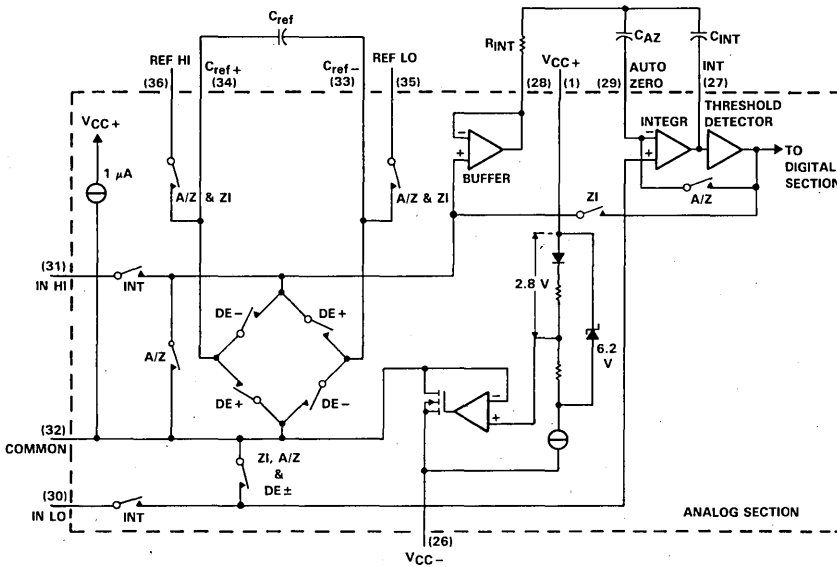 Cref
RINT
CAZ
CINT
REF HI
Cref+
Cref−
REF LO
VCC+
AUTO
ZERO
INT
(36)
(34)
(33)
(35)
(28)
(1)
(29)
(27)
THRESHOLD
DETECTOR
INTEGR
VCC+
1 μA
−
+
BUFFER
−
+
TO
DIGITAL
SECTION
A/Z & ZI
A/Z & ZI
ZI
A/Z
(31)
IN HI
INT
2.8 V
DE−
DE+
A/Z
6.2
V
DE+
DE−
−
+
(32)
COMMON
ZI, A/Z
&
DE±
(30)
IN LO
INT
ANALOG SECTION
(26)
VCC−